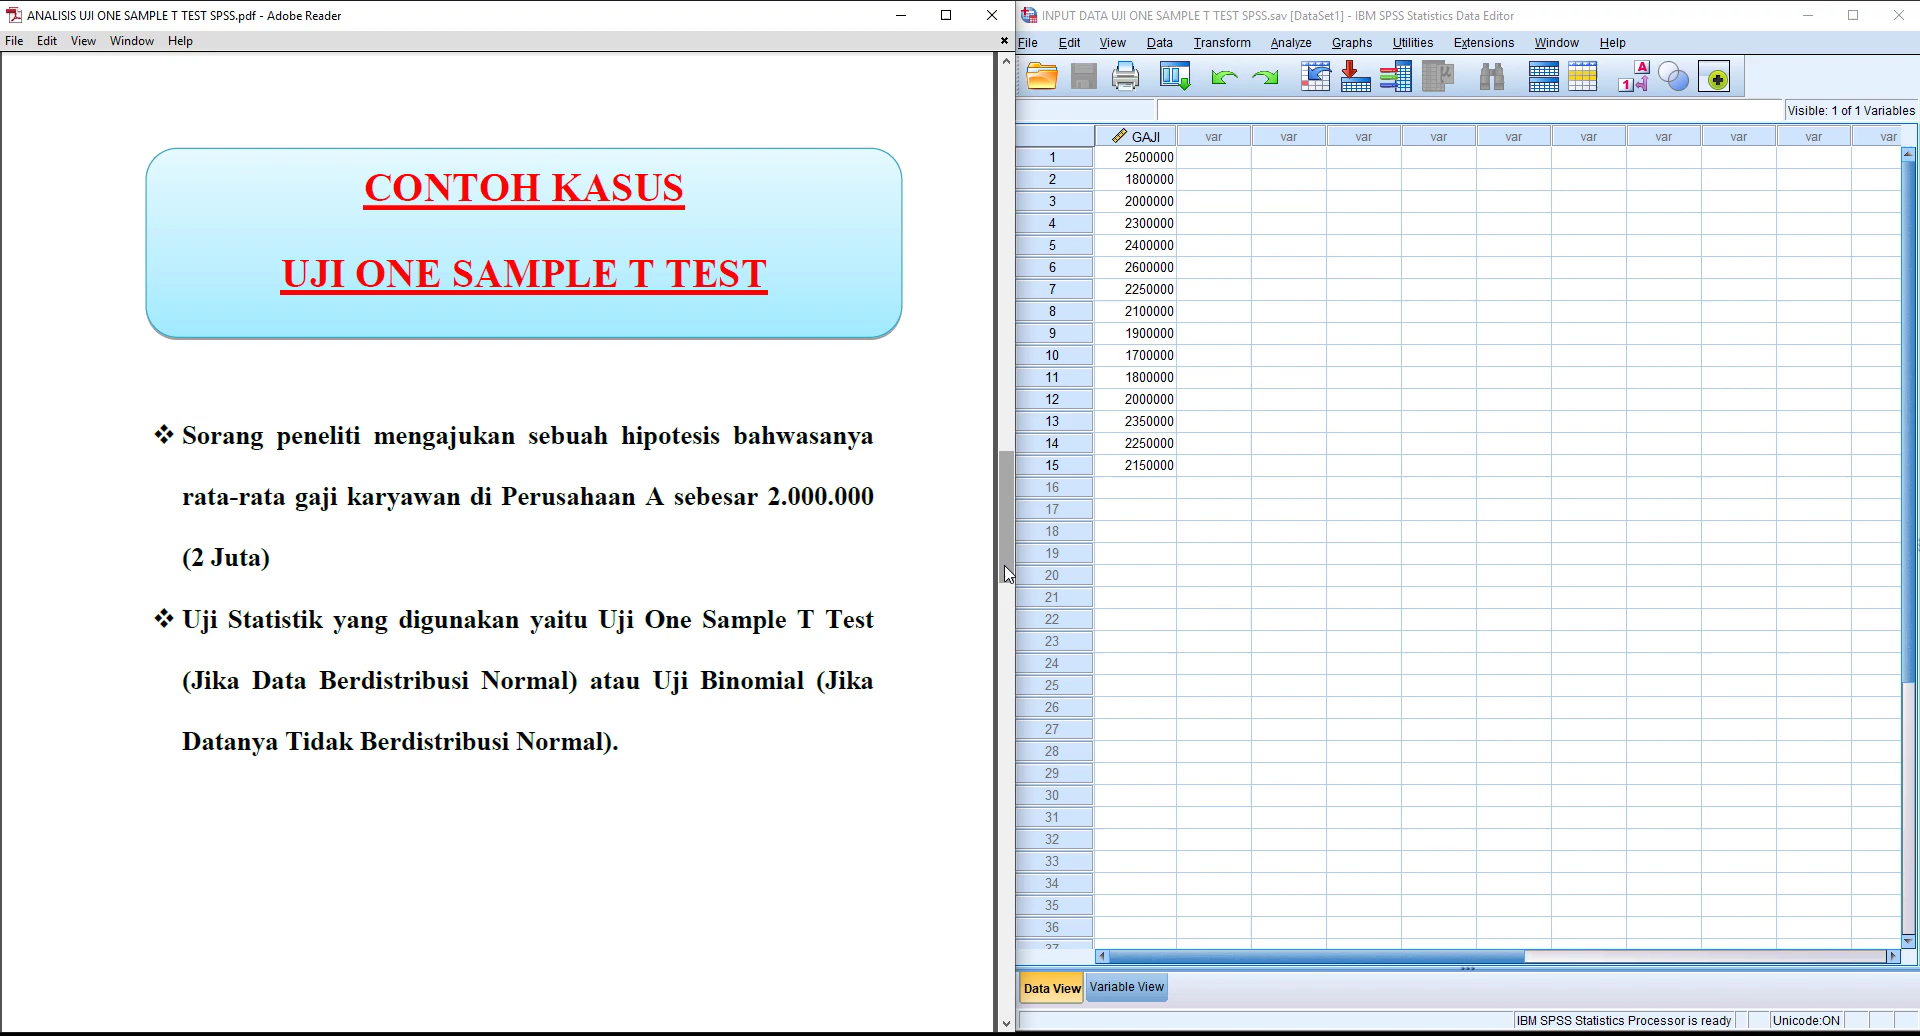 ANALISIS UJI ONE SAMPLE T TEST SPSS.pdf - Adobe Reader
File Edit View Window Help
CONTOH KASUS
UJI ONE SAMPLE T TEST
❖ Sorang peneliti mengajukan sebuah hipotesis bahwasanya
rata-rata gaji karyawan di Perusahaan A sebesar 2.000.000
(2 Juta)
❖ Uji Statistik yang digunakan yaitu Uji One Sample T Test
(Jika Data Berdistribusi Normal) atau Uji Binomial (Jika
Datanya Tidak Berdistribusi Normal).
INPUT DATA UJI ONE SAMPLE T TEST SPSS.sav [DataSet1] - IBM SPSS Statistics Data Editor
File Edit View Data Transform Analyze Graphs Utilities Extensions Window Help
Visible: 1 of 1 Variables
GAJI var var var var var var var var var var
1 2500000
2 1800000
3 2000000
4 2300000
5 2400000
6 2600000
7 2250000
8 2100000
9 1900000
10 1700000
11 1800000
12 2000000
13 2350000
14 2250000
15 2150000
16
17
18
19
20
21
22
23
24
25
26
27
28
29
30
31
32
33
34
35
36
37
Data View Variable View
IBM SPSS Statistics Processor is ready Unicode:ON